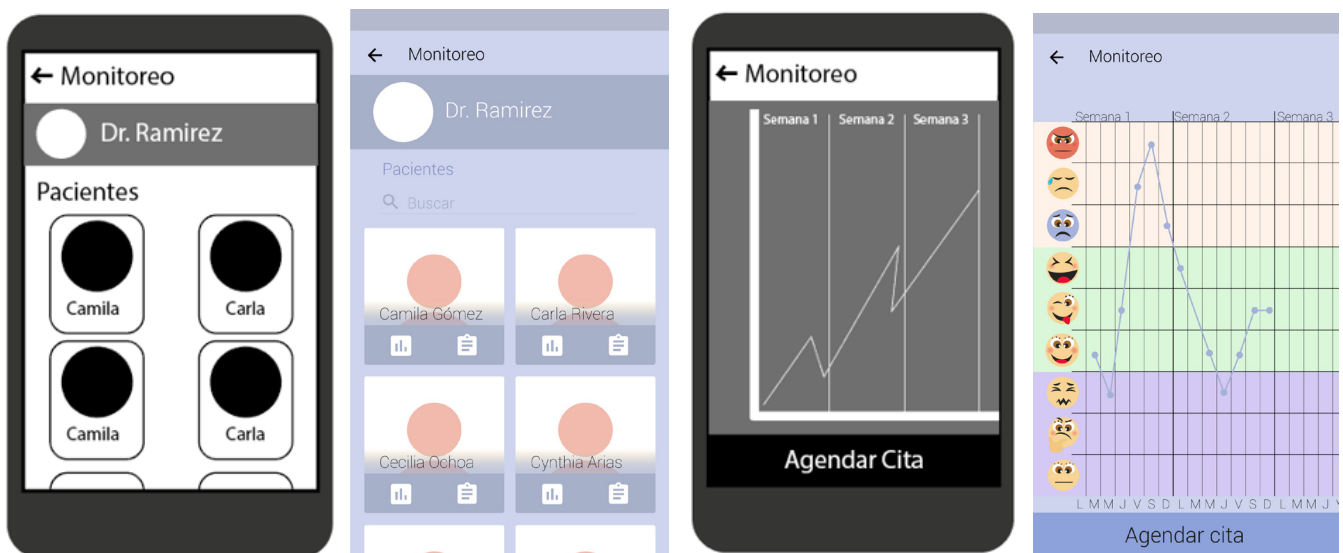 Monitoreo
Dr. Ramirez
Pacientes
Camila
Carla
Camila
Carla
Monitoreo
Dr. Ramirez
Pacientes
Buscar
Camila Gómez
Carla Rivera
Cecilia Ochoa
Cynthia Arias
Monitoreo
Semana 1
Semana 2
Semana 3
Agendar Cita
Monitoreo
Semana 1
Semana 2
Semana 3
L M M J V S D L M M J V S D L M M J
Agendar cita